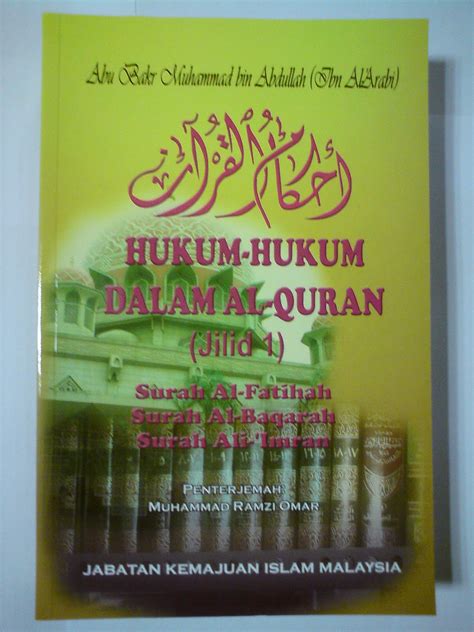 Abu Bakr Muhammad bin Abdullah (Ibn Al'Arabi)
أحكام القرآن
HUKUM-HUKUM
DALAM AL-QURAN
(Jilid 1)
Surah Al-Fatihah
Surah Al-Baqarah
Surah Ali-'Imran
PENTERJEMAH:
MUHAMMAD RAMZI OMAR
JABATAN KEMAJUAN ISLAM MALAYSIA